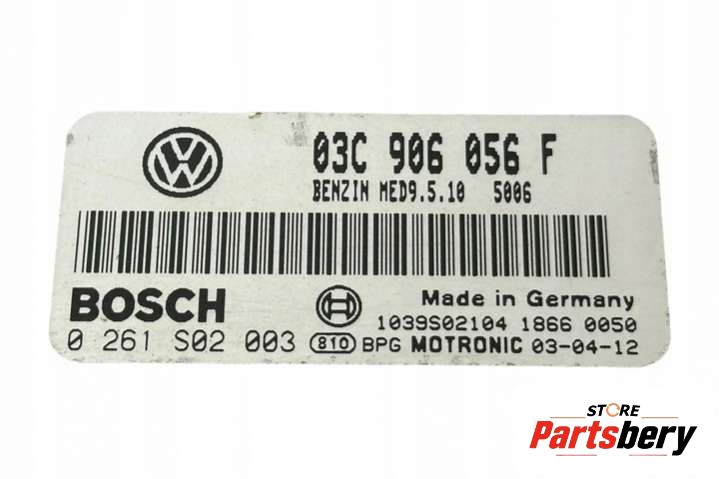 03C 906 056 F
BENZIN MED9.5.10 5006
BOSCH
Made in Germany
1039S02104 1866 0050
0 261 S02 003 810 BPG MOTRONIC 03-04-12
STORE
Partsbery